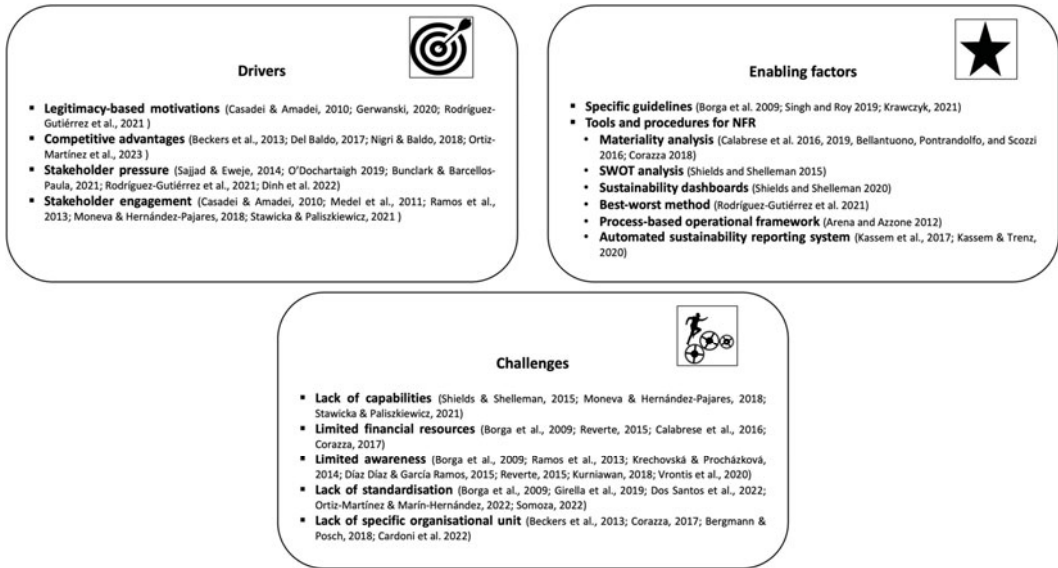 Drivers
▪ Legitimacy-based motivations (Casadei & Amadei, 2010; Gerwanski, 2020; Rodríguez-
Gutiérrez et al., 2021 )
▪ Competitive advantages (Beckers et al., 2013; Del Baldo, 2017; Nigri & Baldo, 2018; Ortiz-
Martínez et al., 2023 )
▪ Stakeholder pressure (Sajjad & Eweje, 2014; O'Dochartaigh 2019; Bunclark & Barcellos-
Paula, 2021; Rodríguez-Gutiérrez et al., 2021; Dinh et al. 2022)
▪ Stakeholder engagement (Casadei & Amadei, 2010; Medel et al., 2011; Ramos et al.,
2013; Moneva & Hernández-Pajares, 2018; Stawicka & Paliszkiewicz, 2021 )
Enabling factors
▪ Specific guidelines (Borga et al. 2009; Singh and Roy 2019; Krawczyk, 2021)
▪ Tools and procedures for NFR
• Materiality analysis (Calabrese et al. 2016, 2019, Bellantuono, Pontrandolfo, and Scozzi
2016; Corazza 2018)
• SWOT analysis (Shields and Shelleman 2015)
• Sustainability dashboards (Shields and Shelleman 2020)
• Best-worst method (Rodríguez-Gutiérrez et al. 2021)
• Process-based operational framework (Arena and Azzone 2012)
• Automated sustainability reporting system (Kassem et al., 2017; Kassem & Trenz,
2020)
Challenges
▪ Lack of capabilities (Shields & Shelleman, 2015; Moneva & Hernández-Pajares, 2018;
Stawicka & Paliszkiewicz, 2021)
▪ Limited financial resources (Borga et al., 2009; Reverte, 2015; Calabrese et al., 2016;
Corazza, 2017)
▪ Limited awareness (Borga et al., 2009; Ramos et al., 2013; Krechovská & Procházková,
2014; Díaz Díaz & García Ramos, 2015; Reverte, 2015; Kurniawan, 2018; Vrontis et al., 2020)
▪ Lack of standardisation (Borga et al., 2009; Girella et al., 2019; Dos Santos et al., 2022;
Ortiz-Martínez & Marín-Hernández, 2022; Somoza, 2022)
▪ Lack of specific organisational unit (Beckers et al., 2013; Corazza, 2017; Bergmann &
Posch, 2018; Cardoni et al. 2022)